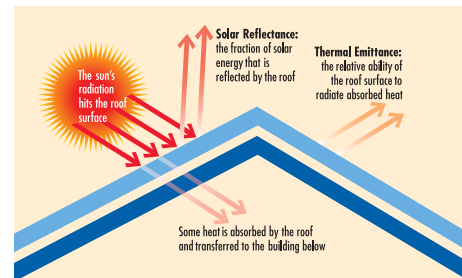 The sun's
radiation
hits the roof
surface
Solar Reflectance:
the fraction of solar
energy that is
reflected by the roof
Thermal Emittance:
the relative ability of
the roof surface to
radiate absorbed heat
Some heat is absorbed by the roof
and transferred to the building below